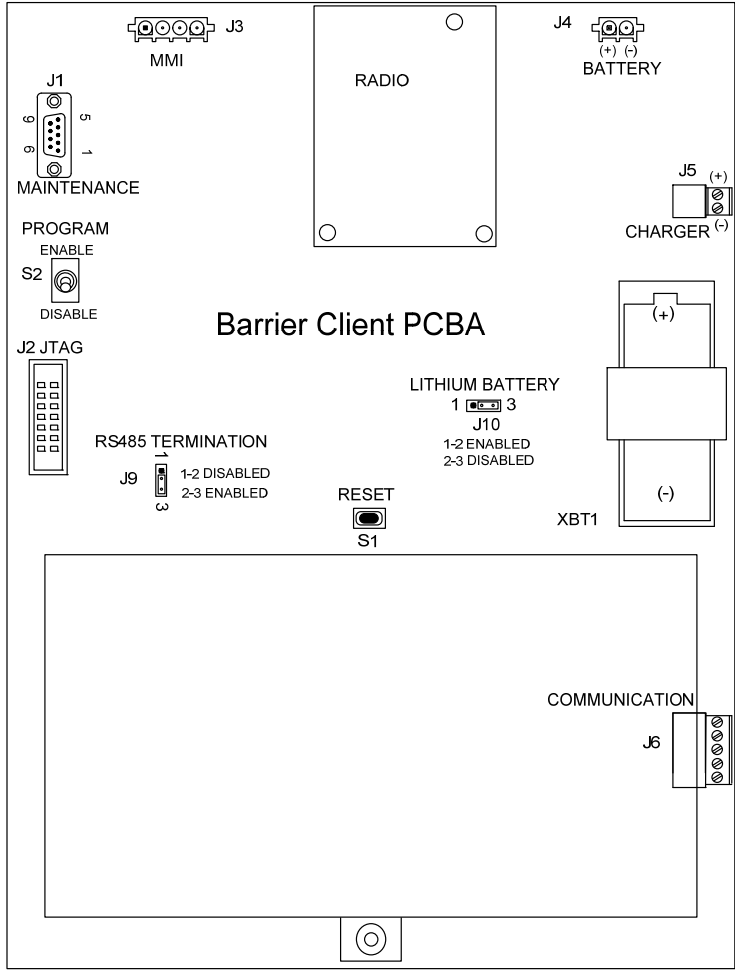 J3
MMI
J4
(+) (-)
BATTERY
RADIO
J1
9 5
6 1
MAINTENANCE
J5 (+)
CHARGER (-)
PROGRAM
ENABLE
S2
DISABLE
Barrier Client PCBA
(+)
J2 JTAG
LITHIUM BATTERY
1 3
J10
1-2 ENABLED
2-3 DISABLED
RS485 TERMINATION
1
J9 1-2 DISABLED
2-3 ENABLED
3
RESET
S1
(-)
XBT1
COMMUNICATION
J6